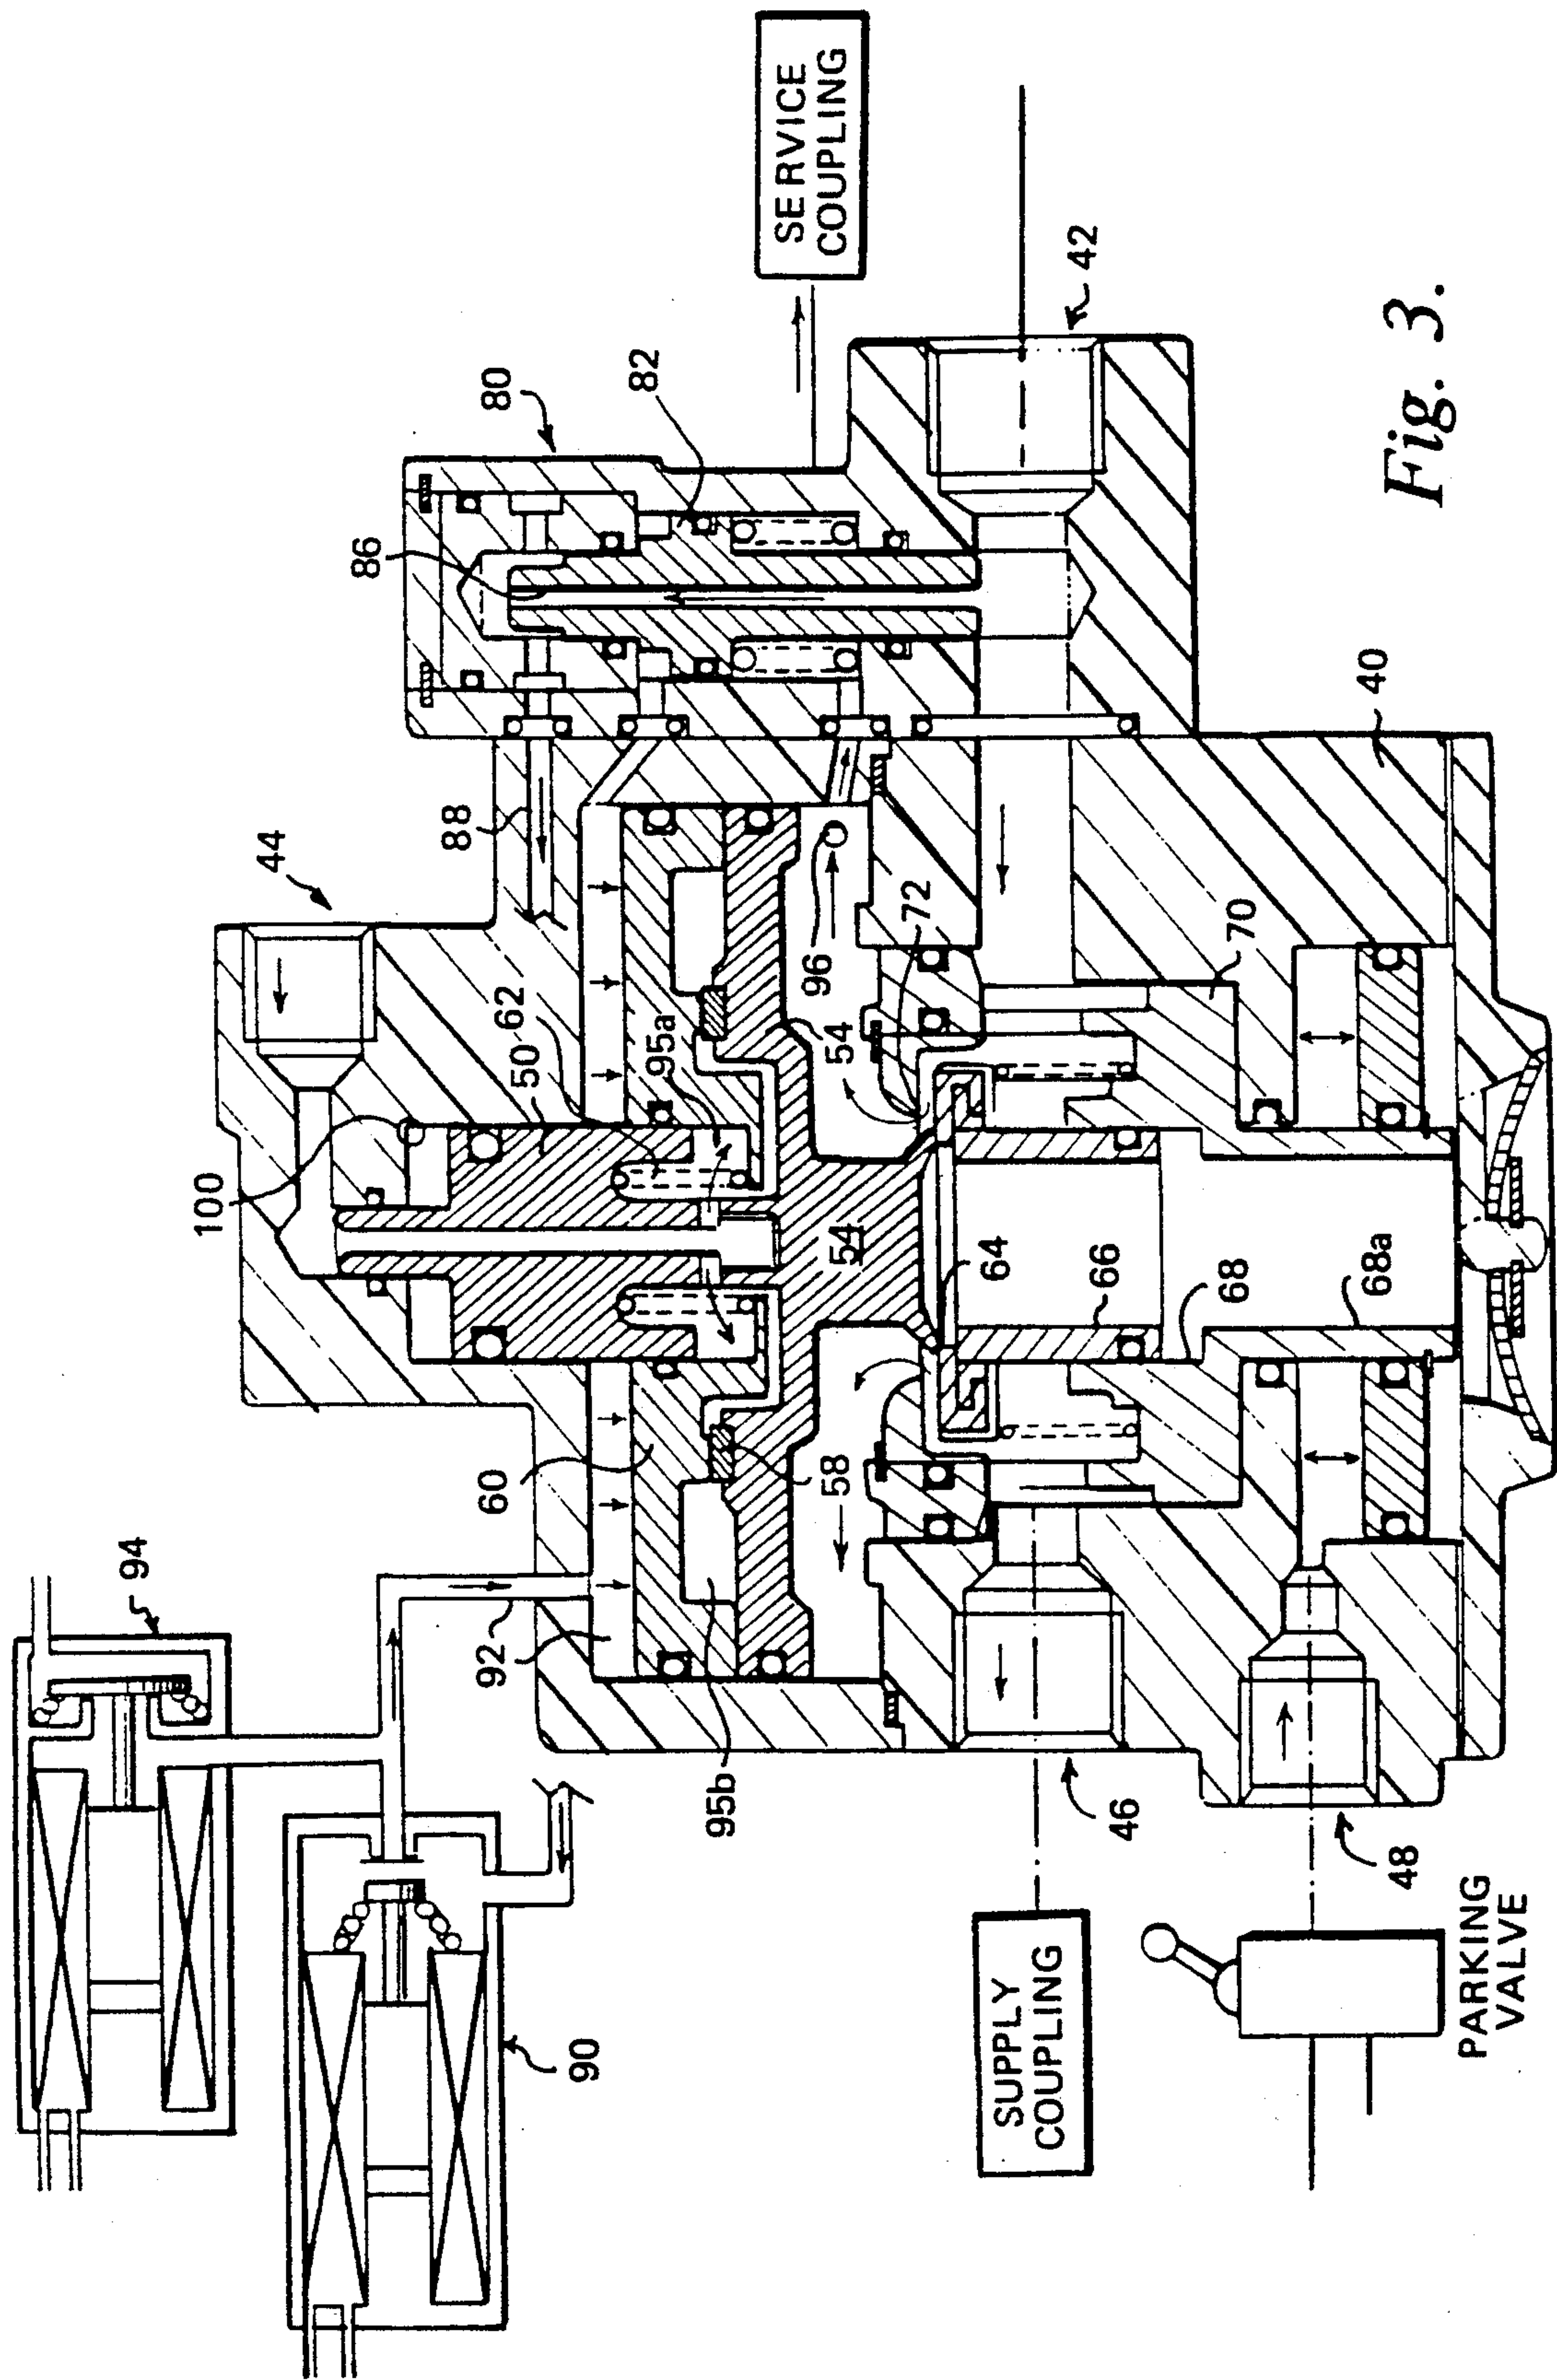 94
100
44
86
88
80
92
60
62
50
90
82
95a
95b
58
SERVICE
COUPLING
96
54
54
72
SUPPLY
COUPLING
64
42
46
66
68
70
68a
40
48
PARKING
VALVE
Fig. 3.